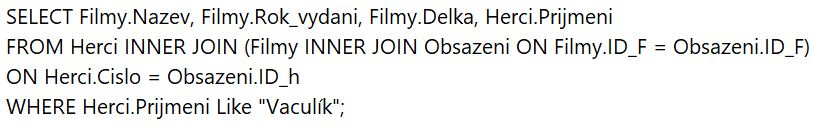 SELECT Filmy.Nazev, Filmy.Rok_vydani, Filmy.Delka, Herci.Prijmeni
FROM Herci INNER JOIN (Filmy INNER JOIN Obsazeni ON Filmy.ID_F = Obsazeni.ID_F)
ON Herci.Cislo = Obsazeni.ID_h
WHERE Herci.Prijmeni Like "Vaculík";